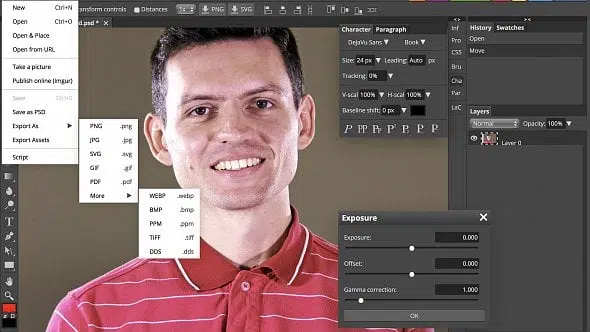 New Ctrl+N
Open Ctrl+O
Open & Place
Open from URL
Take a picture
Publish online (Imgur)
Save Ctrl+S
Save as PSD
Export As
Export Assets
Script
PNG .png
JPG .jpg
SVG .svg
GIF .gif
PDF .pdf
More
WEBP .webp
BMP .bmp
PPM .ppm
TIFF .tiff
DDS .dds
nsform controls Distances 1x PNG SVG
d.psd *
Character Paragraph
DejaVu Sans Book
Size: 24 px Leading: Auto px
Tracking: 0%
V-scal 100% H-scal: 100%
Baseline shift: 0 px
Inf
Pro
CSS
Bru
Cha
Par
LaC
History Swatches
Open
Move
Layers
Normal Opacity: 100%
Layer 0
Exposure
Exposure: 0.000
Offset: 0.000
Gamma correction: 1.000
OK
T
D